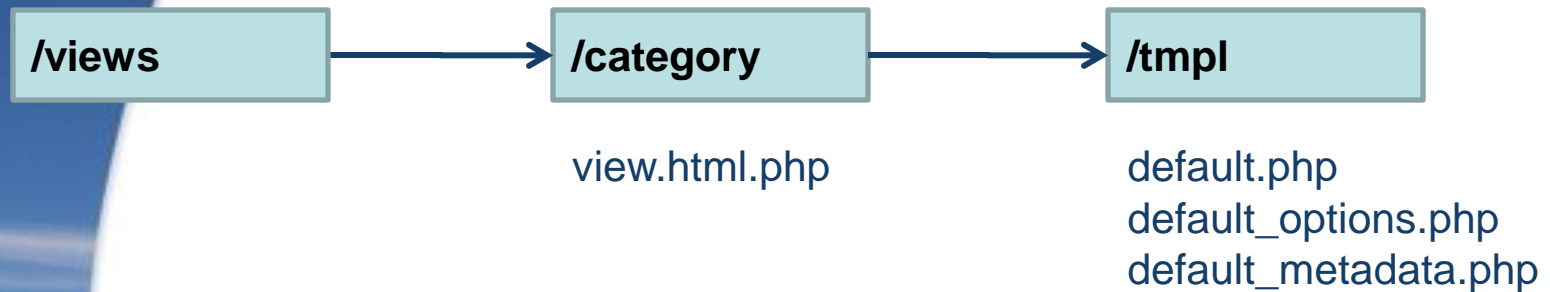 /views
/category
/tmpl
view.html.php
default.php
default_options.php
default_metadata.php